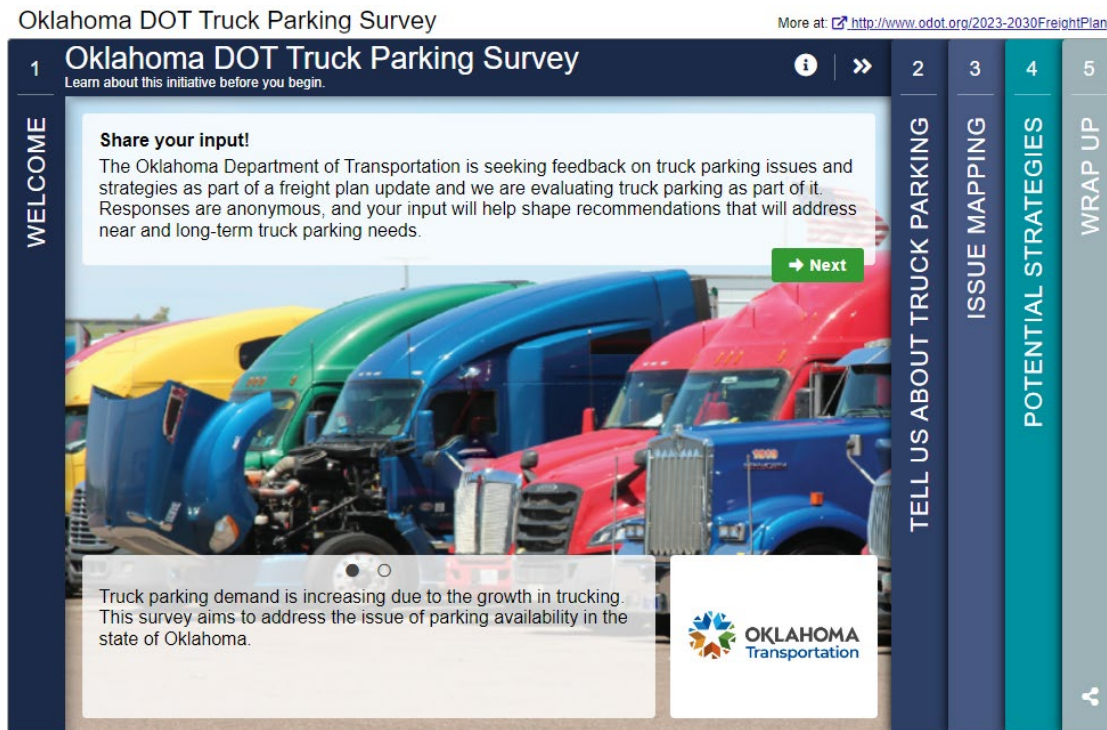 Oklahoma DOT Truck Parking Survey
More at: http://www.odot.org/2023-2030FreightPlan
1
Oklahoma DOT Truck Parking Survey
Learn about this initiative before you begin.
WELCOME
Share your input!
The Oklahoma Department of Transportation is seeking feedback on truck parking issues and
strategies as part of a freight plan update and we are evaluating truck parking as part of it.
Responses are anonymous, and your input will help shape recommendations that will address
near and long-term truck parking needs.
Next
Truck parking demand is increasing due to the growth in trucking.
This survey aims to address the issue of parking availability in the
state of Oklahoma.
OKLAHOMA
Transportation
2
TELL US ABOUT TRUCK PARKING
3
ISSUE MAPPING
4
POTENTIAL STRATEGIES
5
WRAP UP